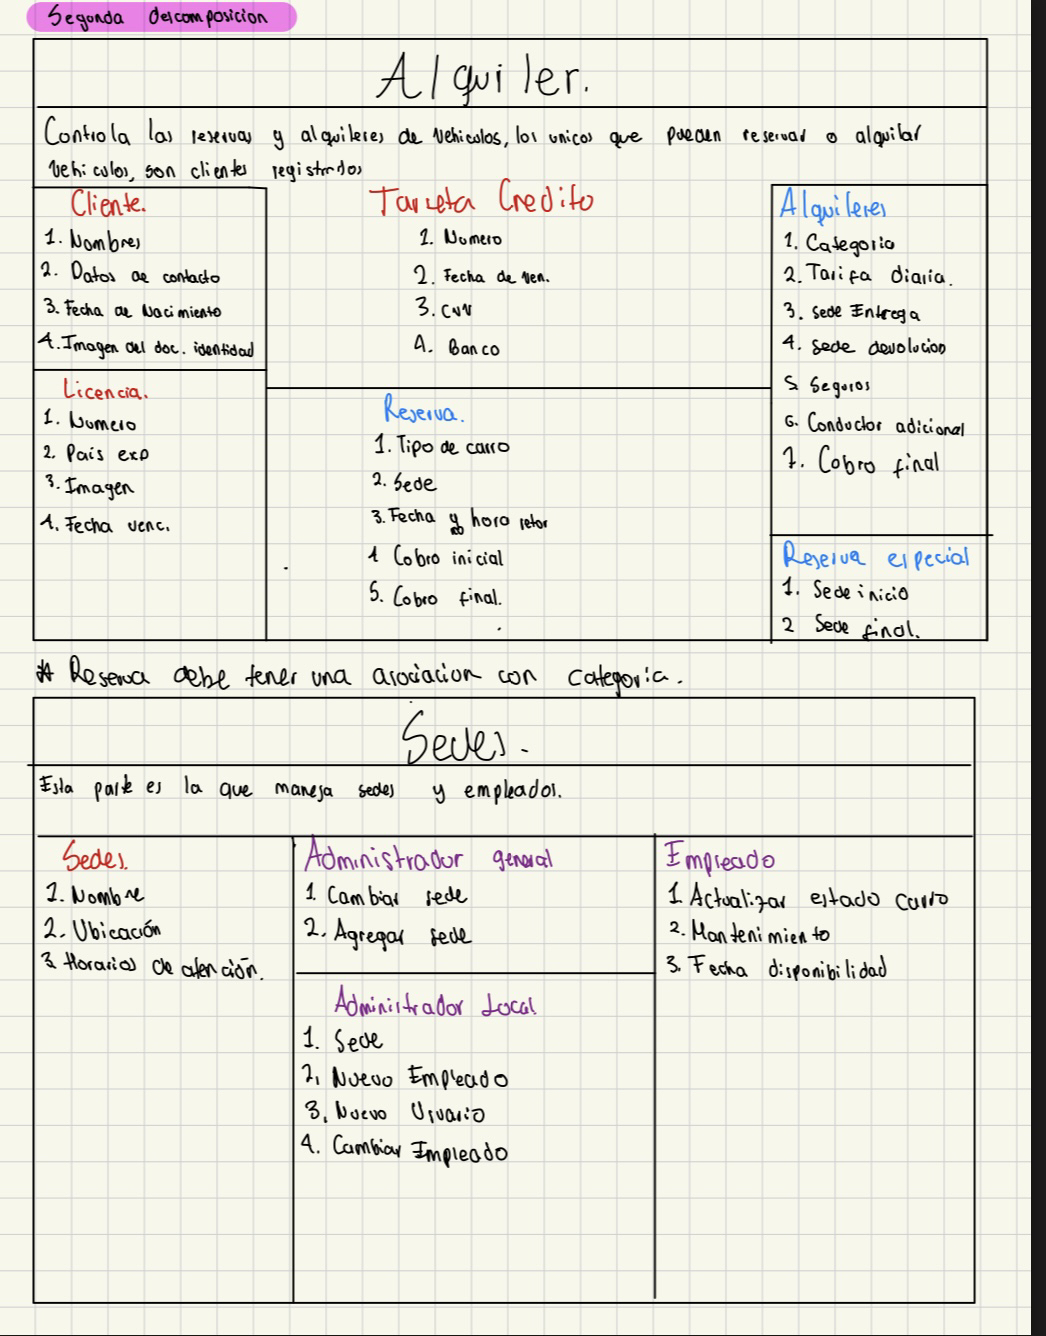 Segunda descomposicion
Alquiler.
Controla las reservas y alquileres de vehiculos, los unicos que pueden reservar o alquilar
vehiculos, son clientes registrados
Cliente.
1. Nombres
2. Datos de contacto
3. Fecha de Nacimiento
4. Imagen del doc. identidad
Licencia.
1. Numero
2. Pais exp
3. Imagen
4. Fecha venc.
Tarjeta Credito
1. Numero
2. Fecha de Ven.
3. CVV
4. Banco
Reserva.
1. Tipo de carro
2. Sede
3. Fecha y hora retor
4 Cobro inicial
5. Cobro final.
Alquileres
1. Categoria
2. Tarifa diaria.
3. Sede Entrega
4. Sede devolucion
5 Seguros
6. Conductor adicional
7. Cobro final
Reserva especial
1. Sede inicio
2 Sede final.
* Reserva debe tener una asociacion con categoria.
Sedes.
Esta parte es la que maneja sedes y empleados.
Sedes.
1. Nombre
2. Ubicación
3. Horarios de atención.
Administrador general
1. Cambiar sede
2. Agregar sede
Administrador Local
1. Sede
2. Nuevo Empleado
3. Nuevo Usuario
4. Cambiar Empleado
Empleado
1. Actualizar estado carro
2. Mantenimiento
3. Fecha disponibilidad